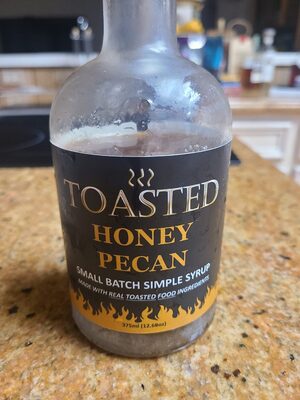 TOASTED
HONEY
PECAN
SMALL BATCH SIMPLE SYRUP
MADE WITH REAL TOASTED FOOD INGREDIENTS
375ml (12.68oz)